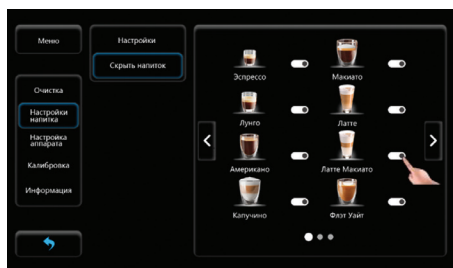 Меню
Настройки
Скрыть напиток
Очистка
Настройки
напитка
Настройка
аппарата
Калибровка
Информация
Эспрессо
Макиато
Лунго
Латте
Американо
Латте Макиато
Капучино
Флэт Уайт